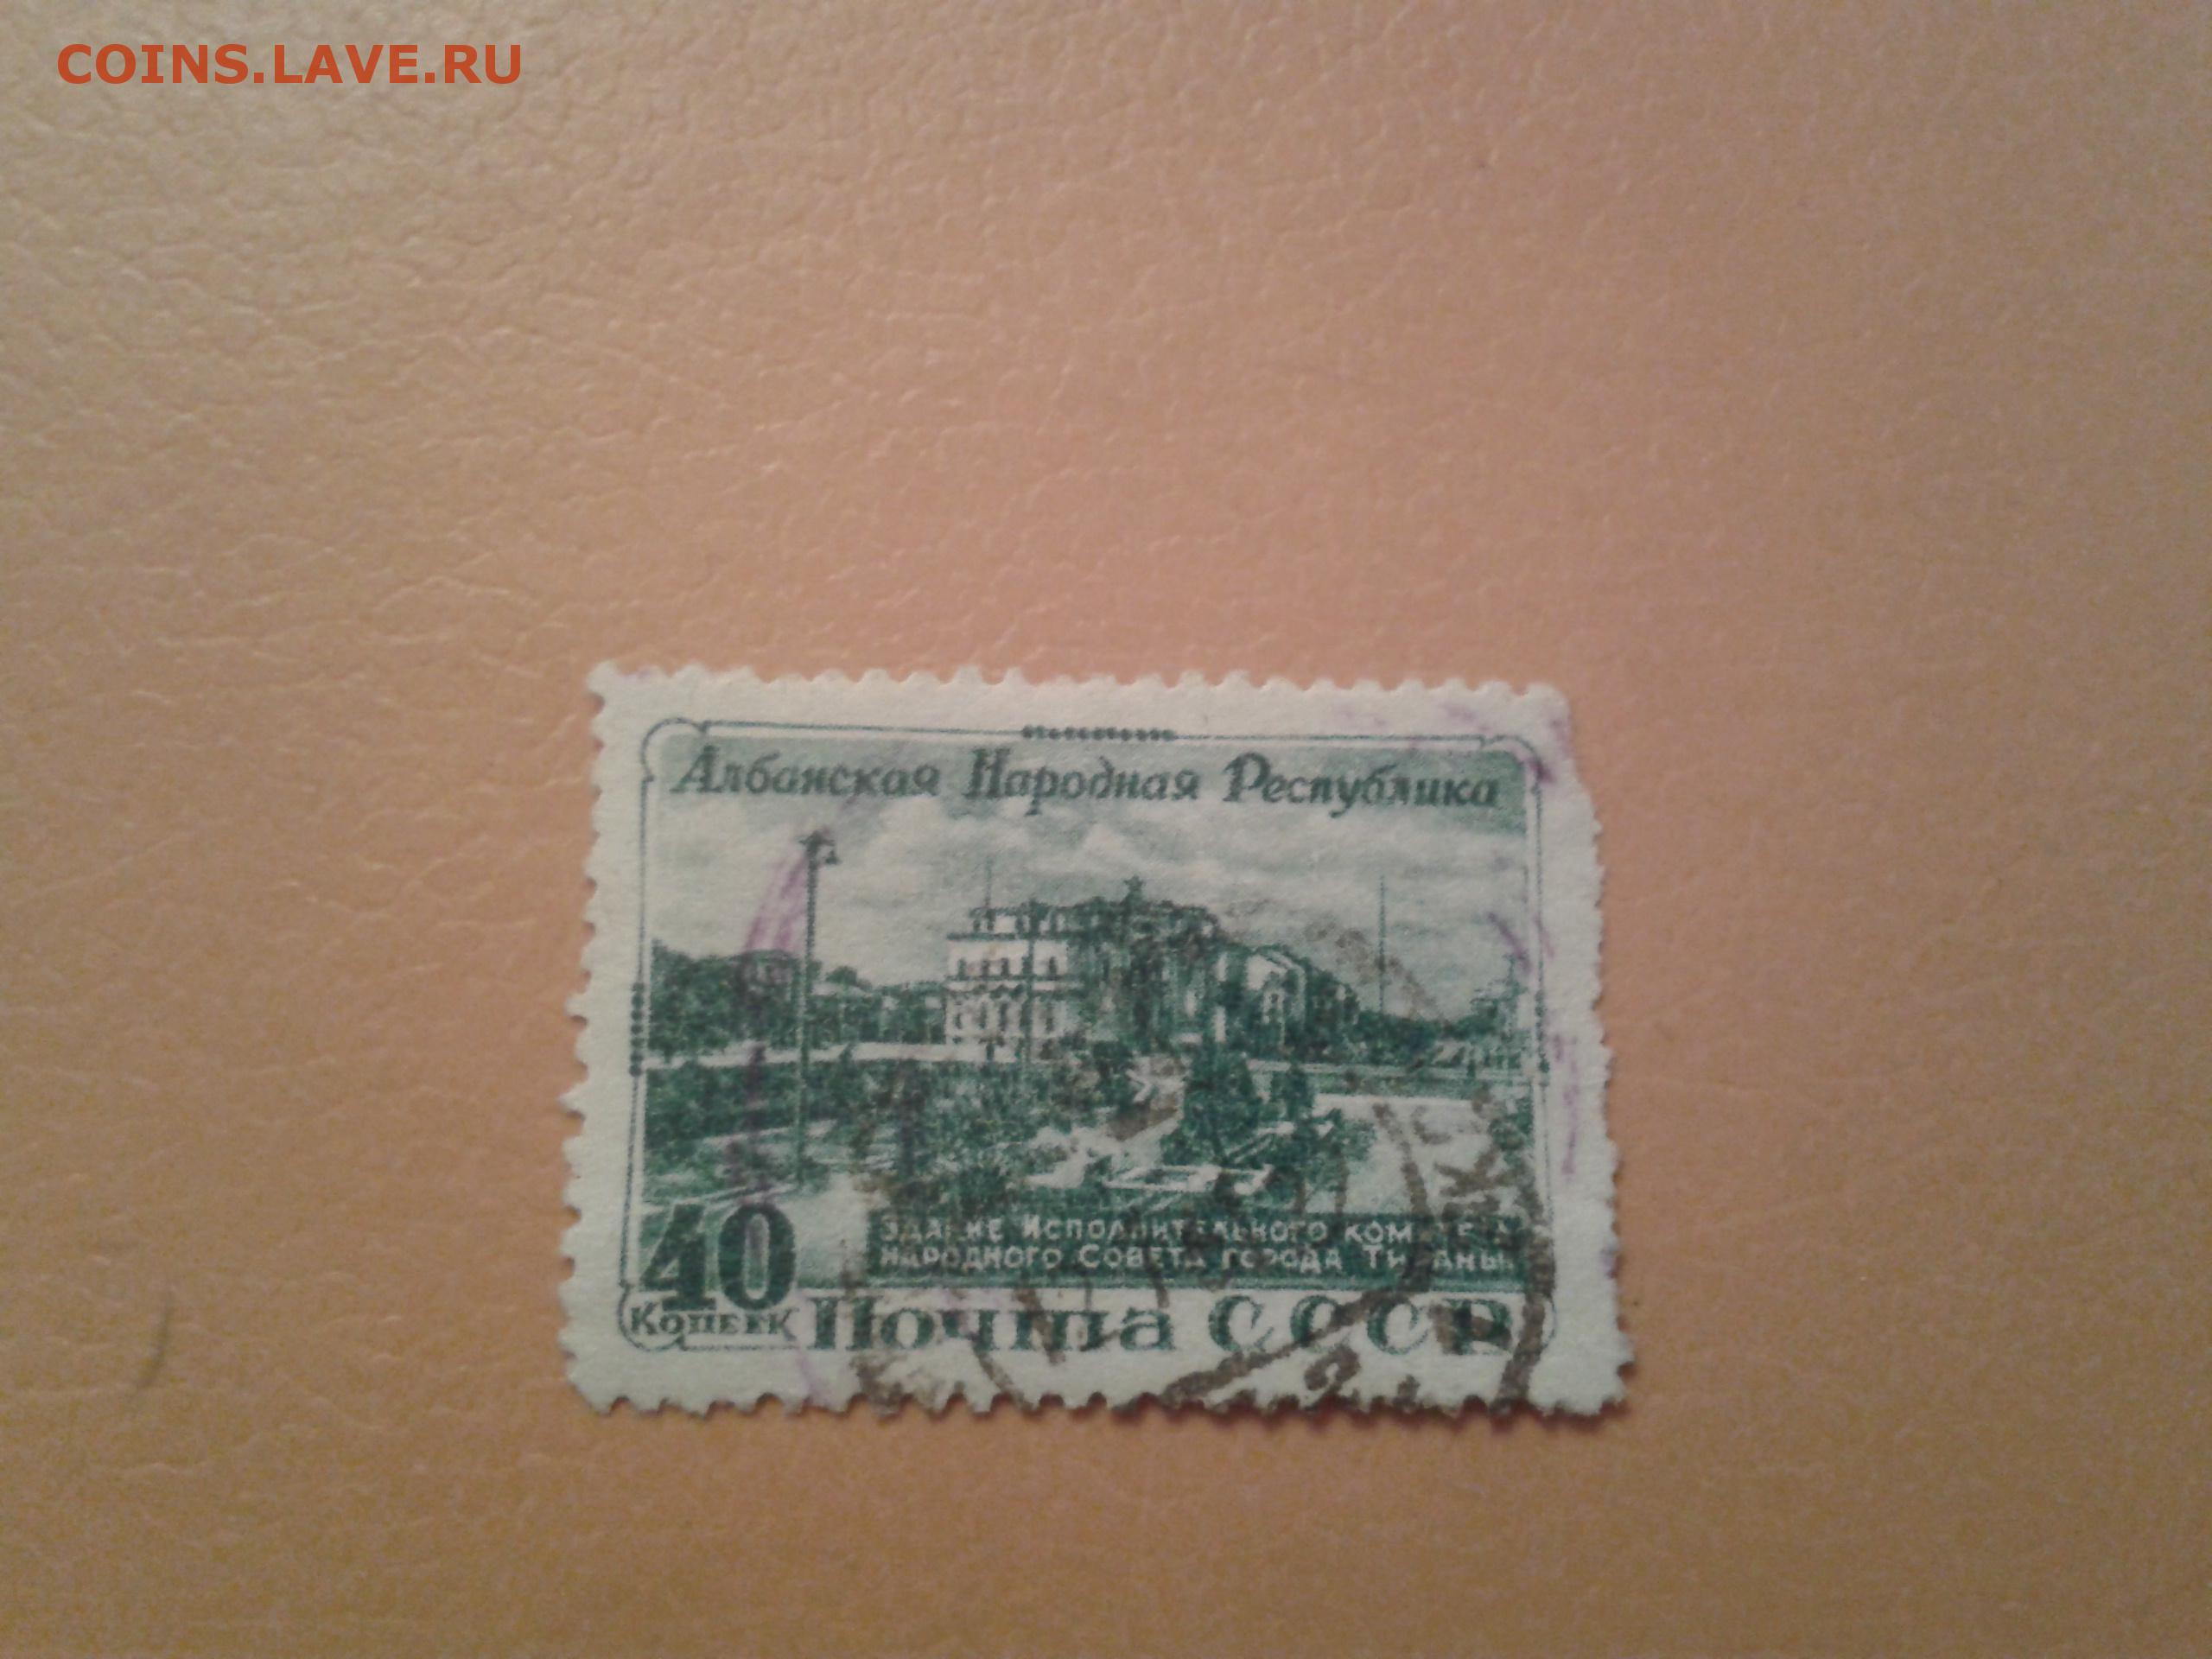 COINS.LAVE.RU
Албанская Народная Республика
Здание Исполнительного комитета
народного Совета города Тираны.
40
Копеек Почта СССР